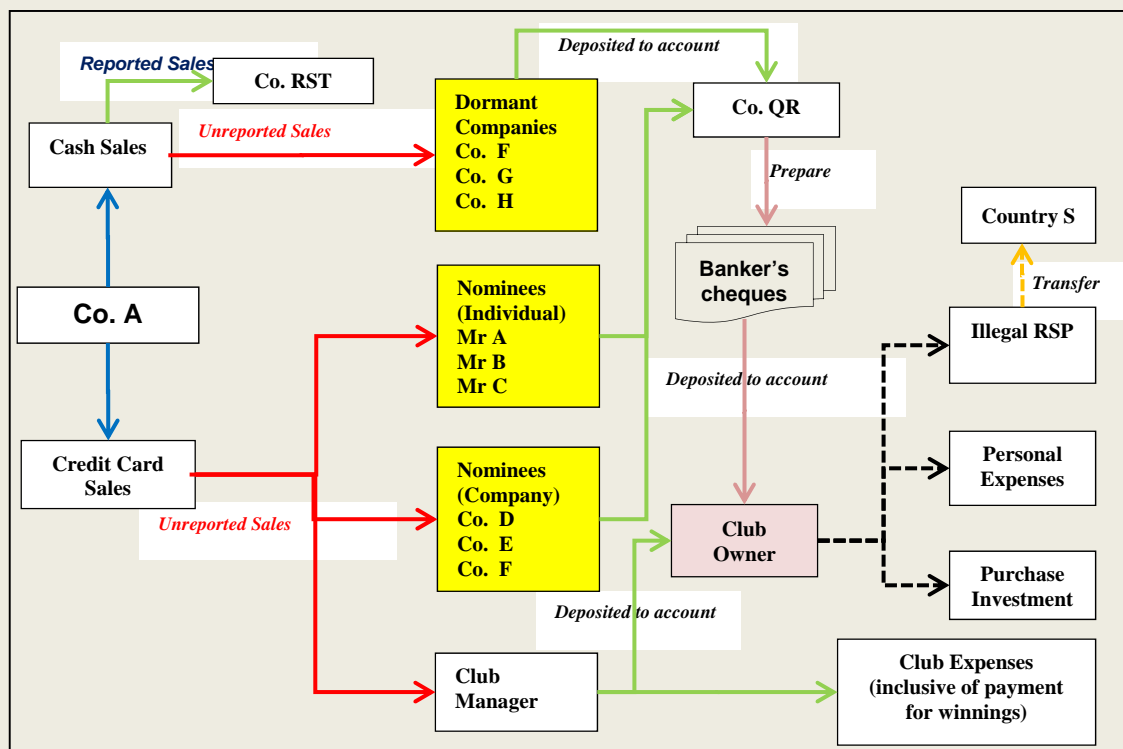 Deposited to account
Reported Sales
Co. RST
Dormant
Companies
Co. F
Co. G
Co. H
Co. QR
Unreported Sales
Cash Sales
Prepare
Country S
Banker's
cheques
Transfer
Nominees
(Individual)
Mr A
Mr B
Mr C
Co. A
Illegal RSP
Deposited to account
Credit Card
Sales
Nominees
(Company)
Co. D
Co. E
Co. F
Personal
Expenses
Unreported Sales
Club
Owner
Purchase
Investment
Deposited to account
Club
Manager
Club Expenses
(inclusive of payment
for winnings)